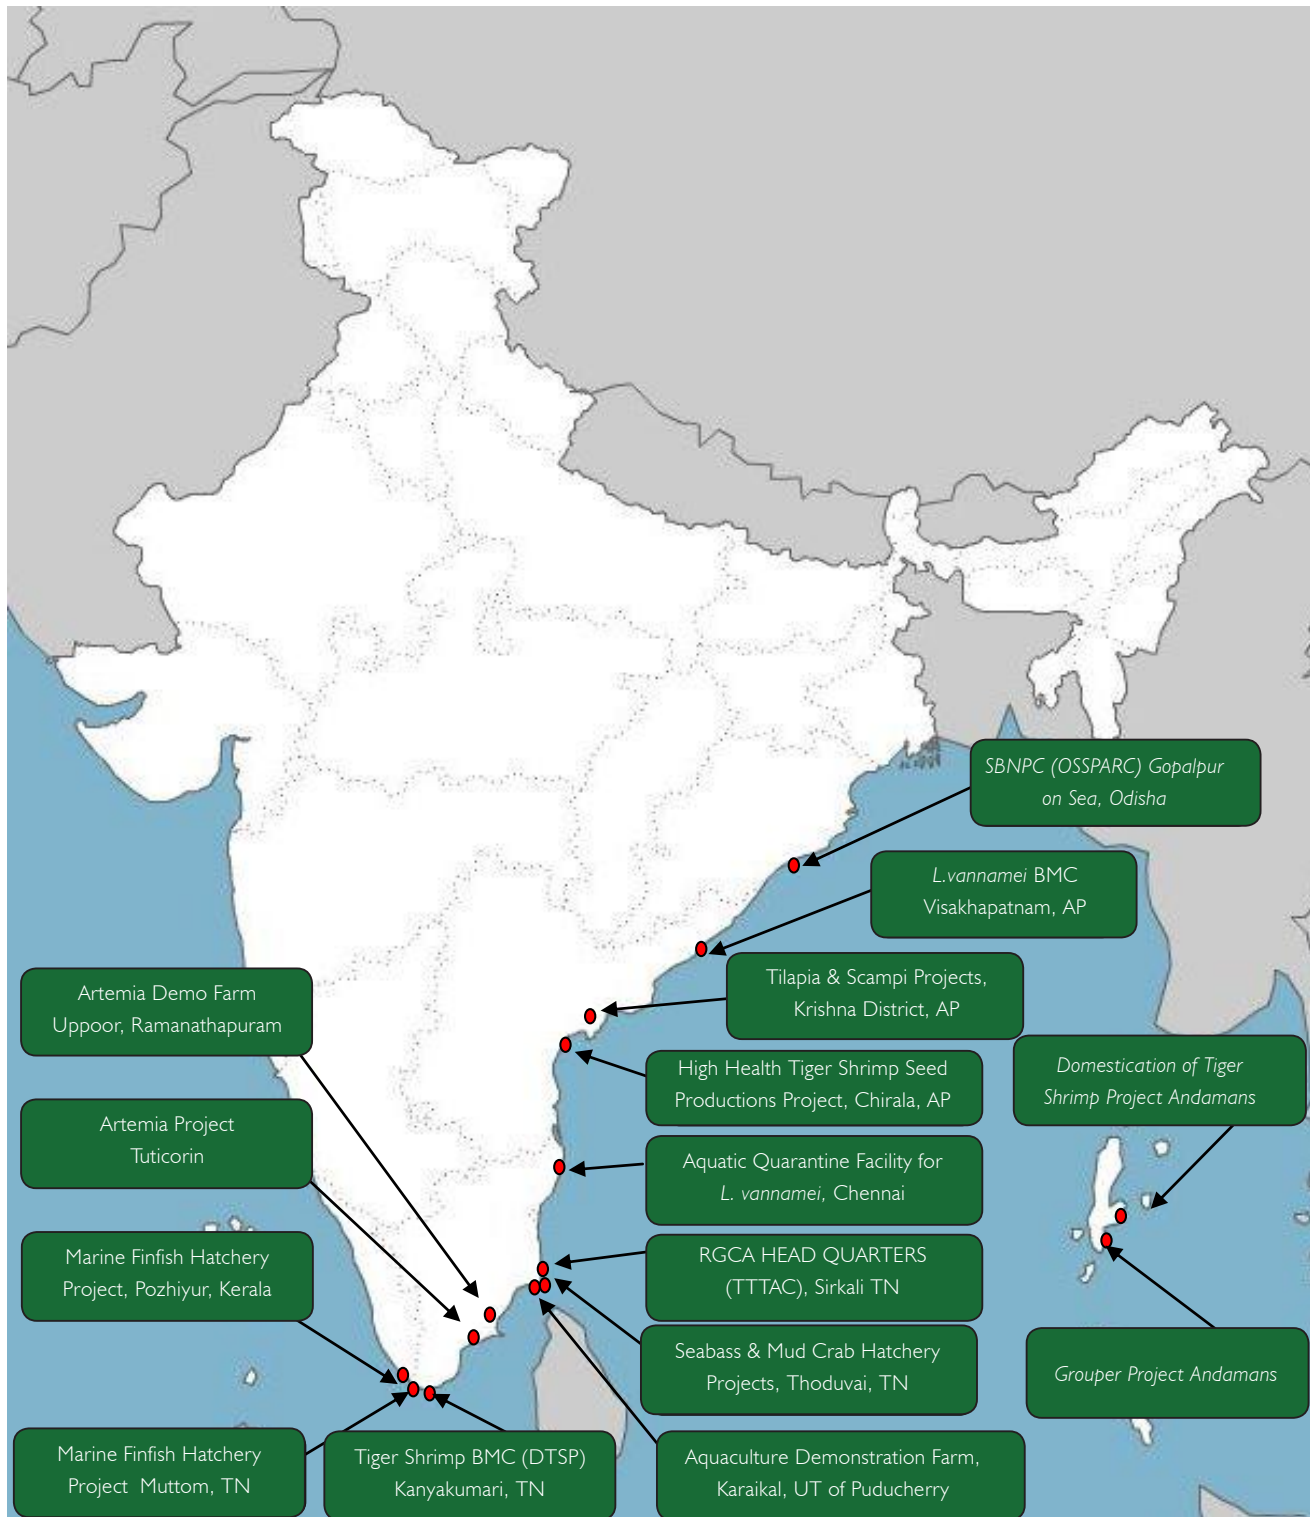 SBNPC (OSSPARC) Gopalpur
on Sea, Odisha
L.vannamei BMC
Visakhapatnam, AP
Tilapia & Scampi Projects,
Krishna District, AP
Artemia Demo Farm
Uppoor, Ramanathapuram
High Health Tiger Shrimp Seed
Productions Project, Chirala, AP
Domestication of Tiger
Shrimp Project Andamans
Artemia Project
Tuticorin
Aquatic Quarantine Facility for
L. vannamei, Chennai
Marine Finfish Hatchery
Project, Pozhiyur, Kerala
RGCA HEAD QUARTERS
(TTTAC), Sirkali TN
Seabass & Mud Crab Hatchery
Projects, Thoduvai, TN
Grouper Project Andamans
Marine Finfish Hatchery
Project Muttom, TN
Tiger Shrimp BMC (DTSP)
Kanyakumari, TN
Aquaculture Demonstration Farm,
Karaikal, UT of Puducherry